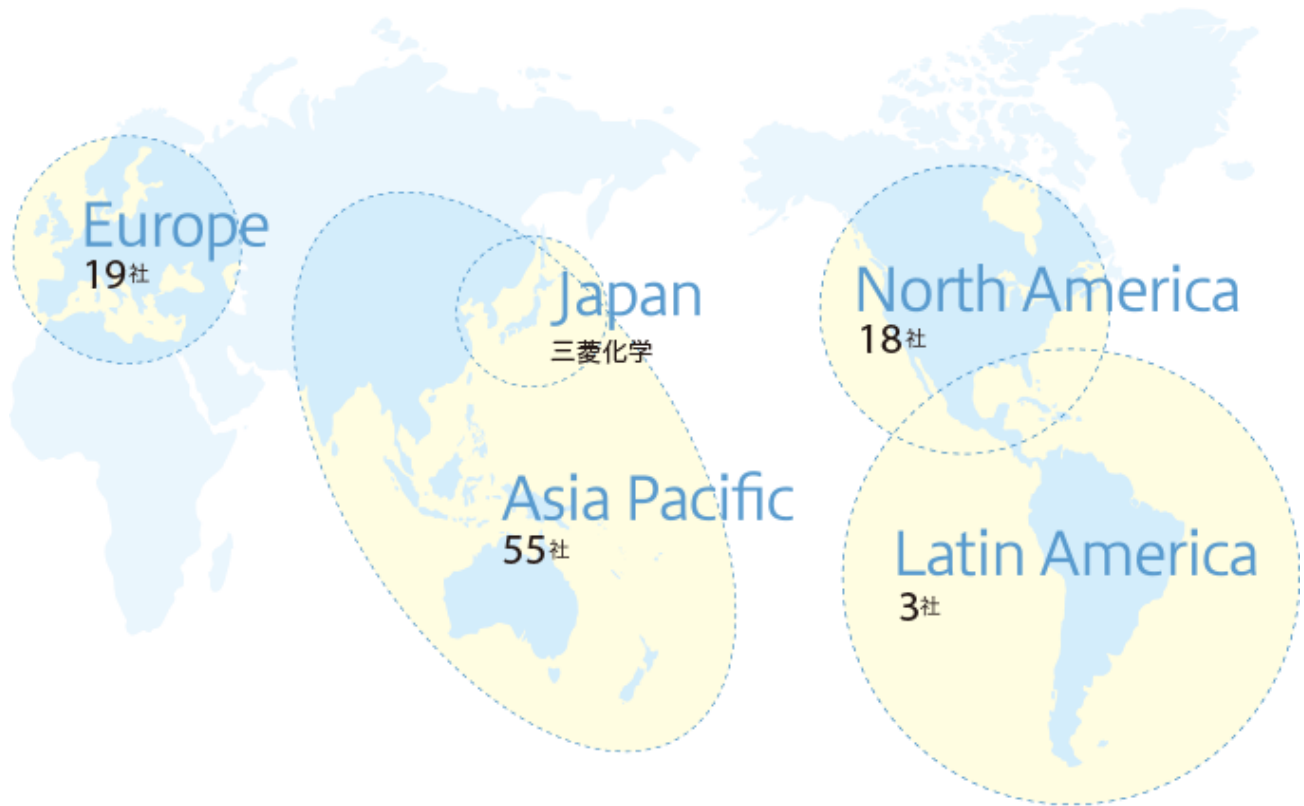 Europe
19社
Japan
三菱化学
Asia Pacific
55社
North America
18社
Latin America
3社